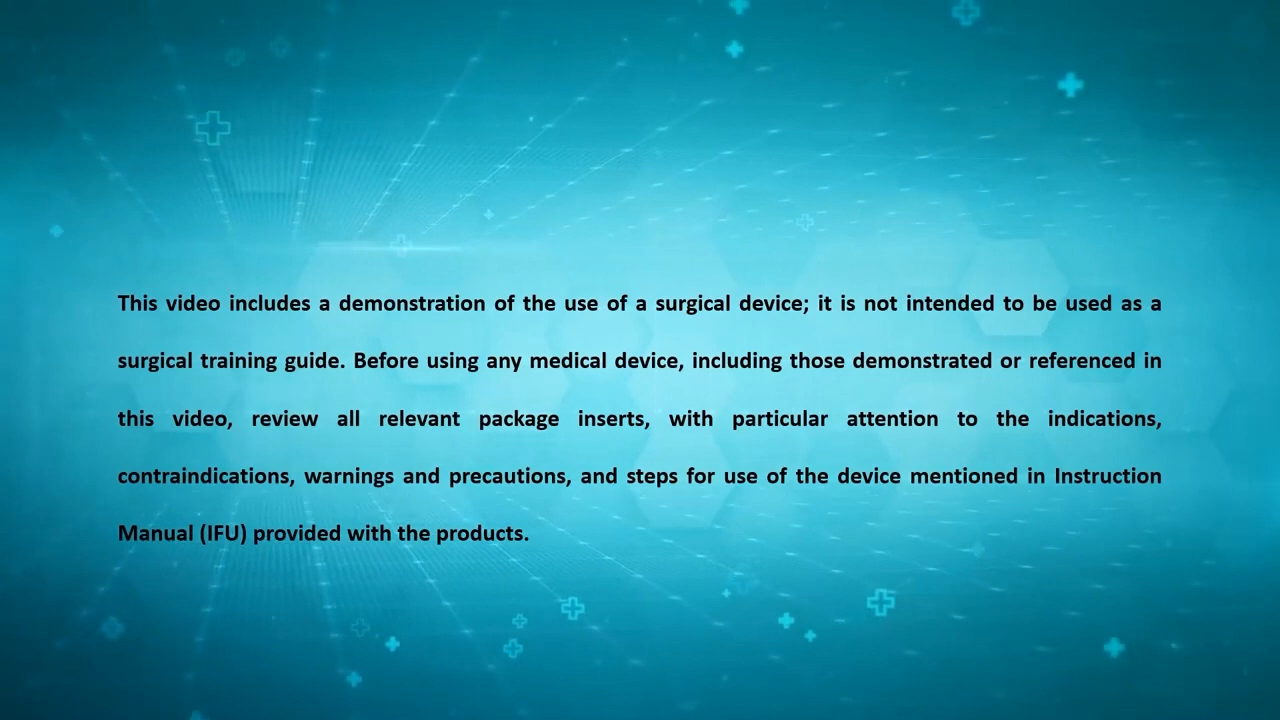 This video includes a demonstration of the use of a surgical device; it is not intended to be used as a
surgical training guide. Before using any medical device, including those demonstrated or referenced in
this video, review all relevant package inserts, with particular attention to the indications,
contraindications, warnings and precautions, and steps for use of the device mentioned in Instruction
Manual (IFU) provided with the products.